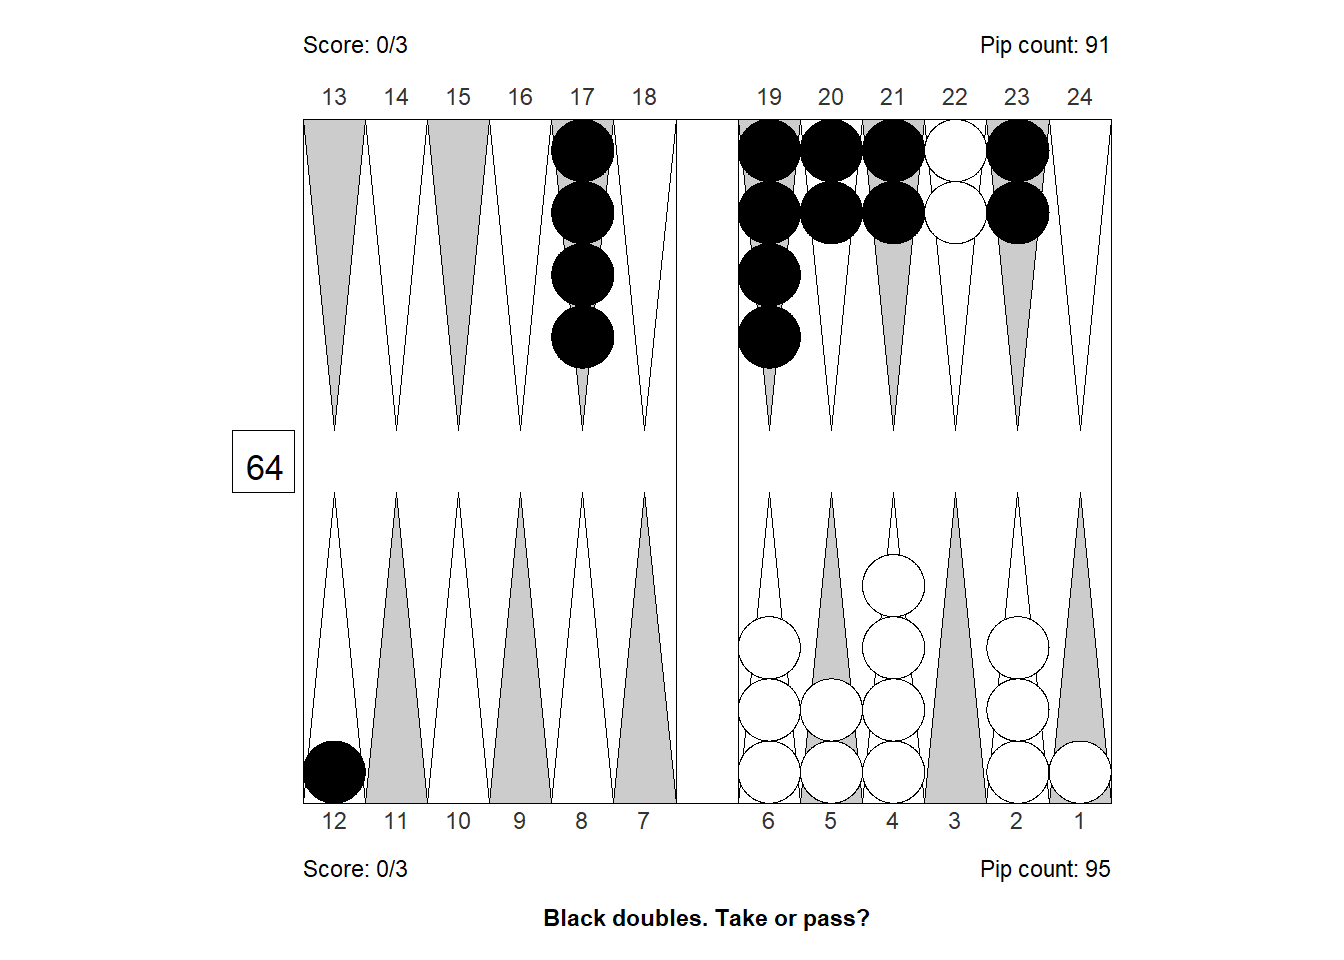 Score: 0/3 Pip count: 91
13 14 15 16 17 18 19 20 21 22 23 24
64
12 11 10 9 8 7 6 5 4 3 2 1
Score: 0/3 Pip count: 95
Black doubles. Take or pass?